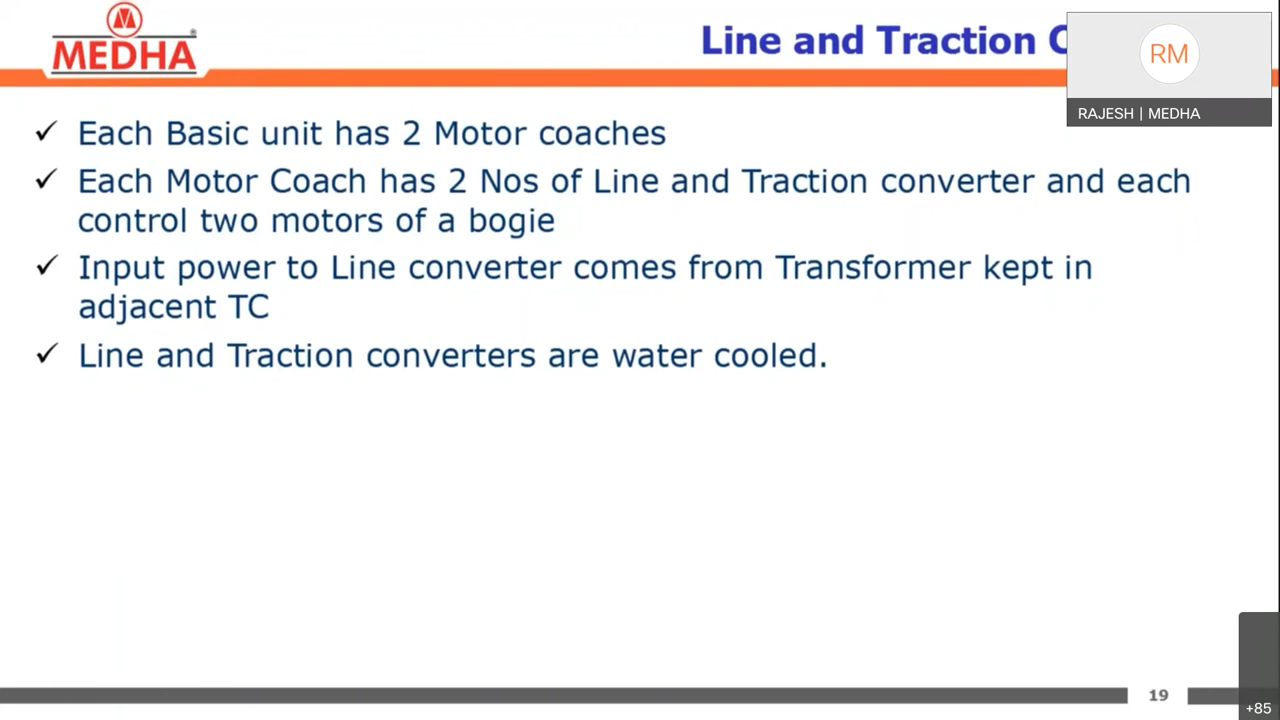 MEDHA
Line and Traction
RM
RAJESH | MEDHA
✓ Each Basic unit has 2 Motor coaches
✓ Each Motor Coach has 2 Nos of Line and Traction converter and each
control two motors of a bogie
✓ Input power to Line converter comes from Transformer kept in
adjacent TC
✓ Line and Traction converters are water cooled.
19
+85